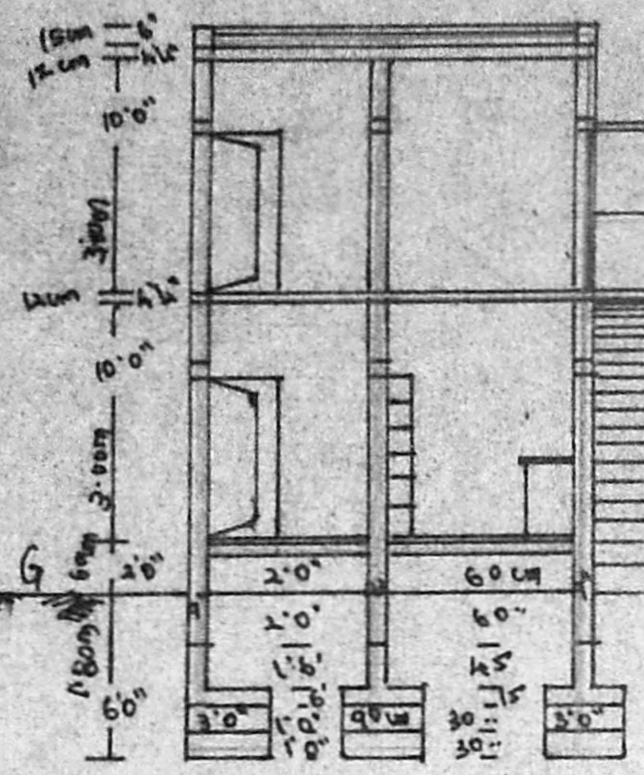 15cm 6"
12cm 4½"
10'.0"
3.00m
12cm 4½"
10'.0"
3.00m
G 60cm 2'.0" 2'.0" 60cm
1.80m 2'.0" 60
1'.6" 45
6'.0" 3'.0" 1'.0" 90cm 30 3'.0"
1'.0" 30